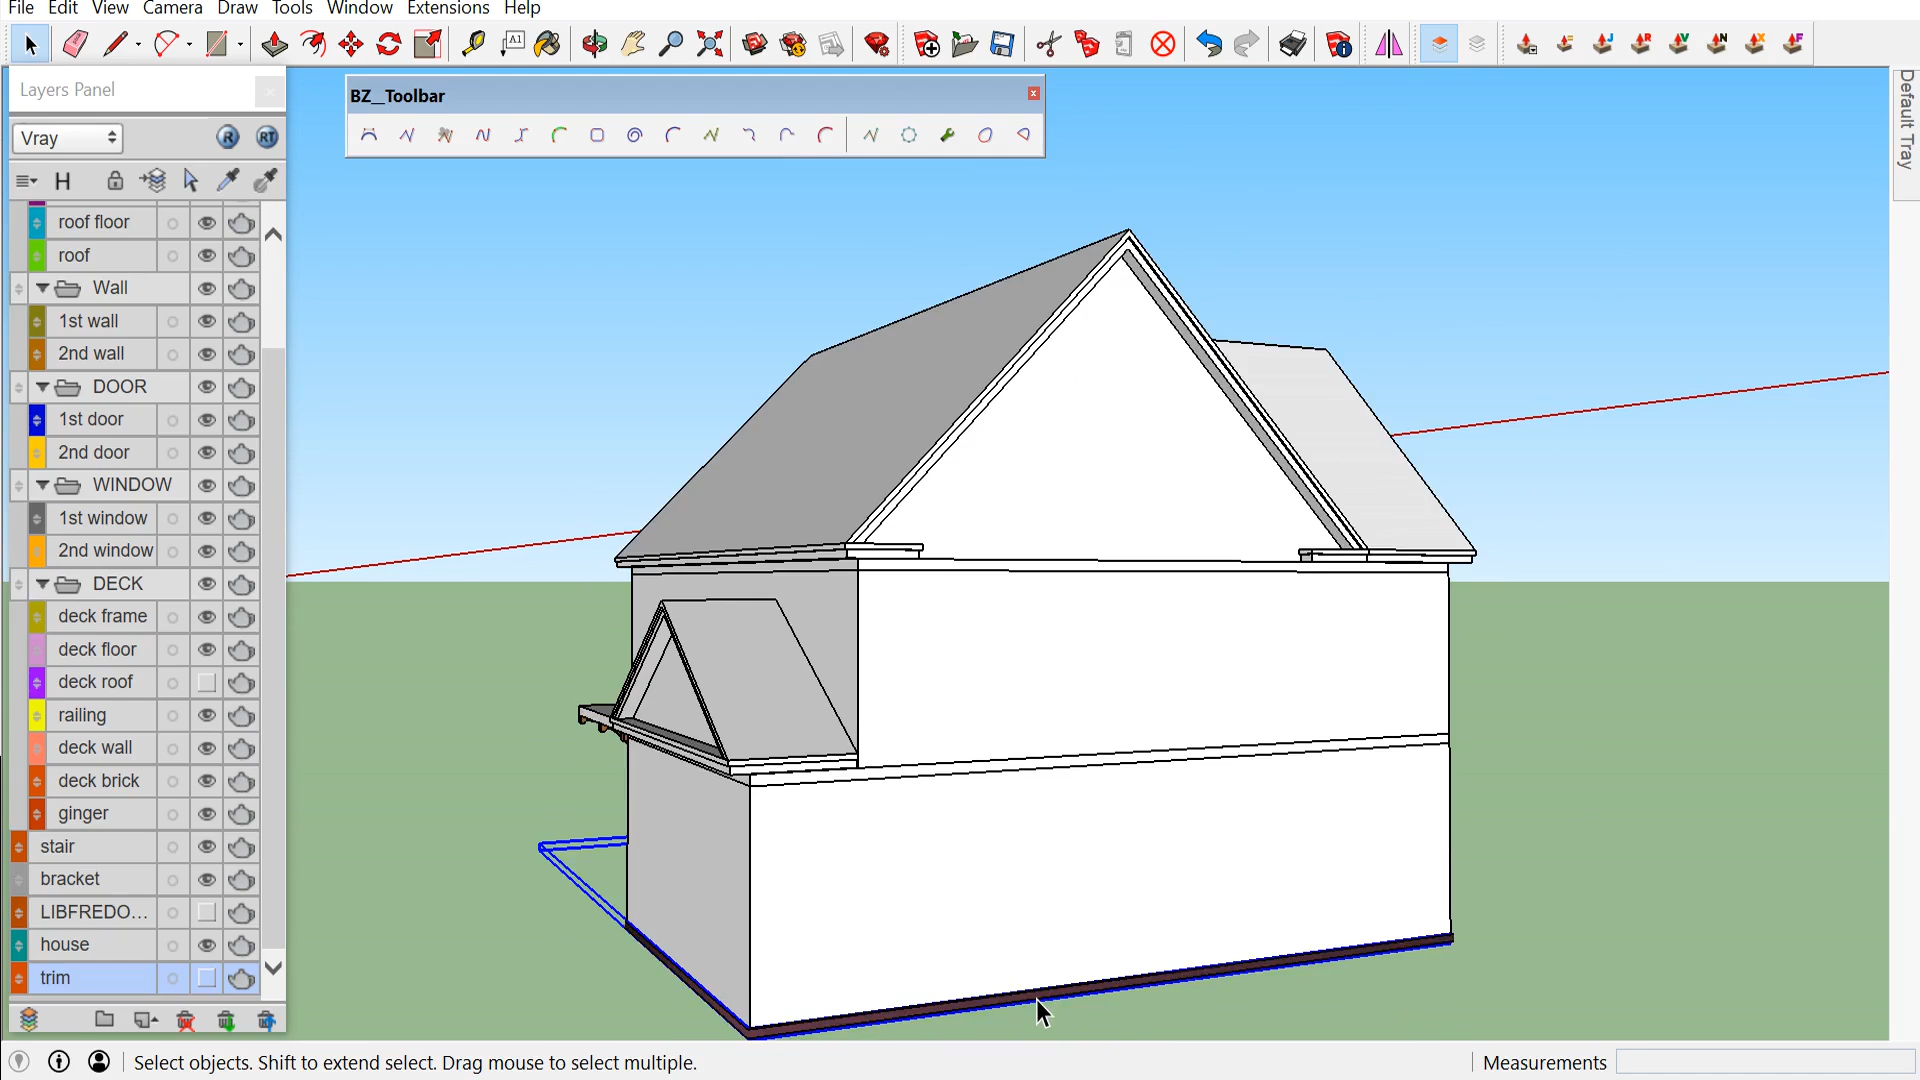 File Edit View Camera Draw Tools Window Extensions Help
A1
J R V N X F
Layers Panel
BZ__Toolbar
Default Tray
Vray
R RT
H
roof floor
roof
Wall
1st wall
2nd wall
DOOR
1st door
2nd door
WINDOW
1st window
2nd window
DECK
deck frame
deck floor
deck roof
railing
deck wall
deck brick
ginger
stair
bracket
LIBFREDO...
house
trim
Select objects. Shift to extend select. Drag mouse to select multiple.
Measurements